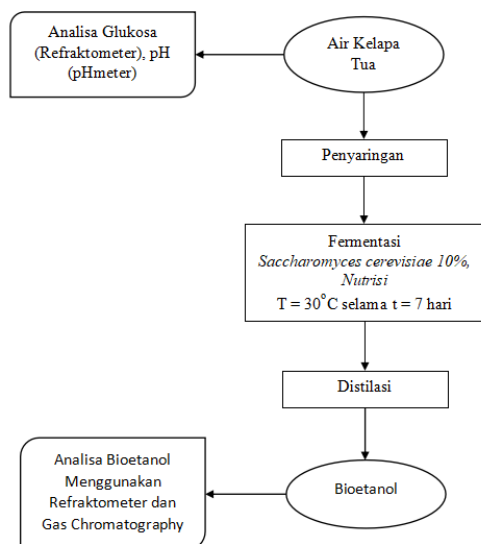 Analisa Glukosa
(Refraktometer), pH
(pHmeter)
Air Kelapa
Tua
Penyaringan
Fermentasi
Saccharomyces cerevisiae 10%,
Nutrisi
T = 30°C selama t = 7 hari
Distilasi
Analisa Bioetanol
Menggunakan
Refraktometer dan
Gas Chromatography
Bioetanol